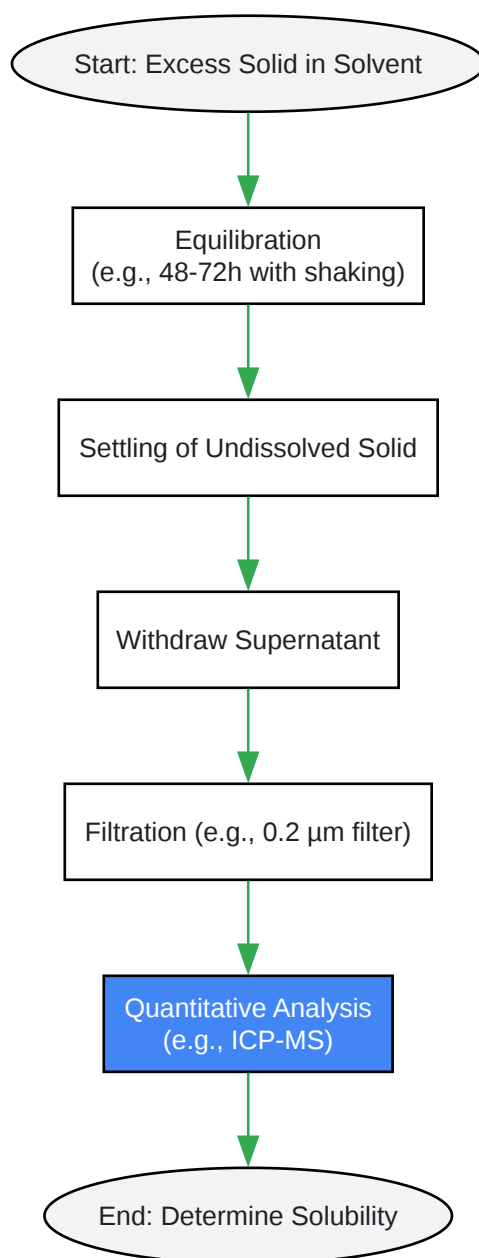 Start: Excess Solid in Solvent
Equilibration
(e.g., 48-72h with shaking)
Settling of Undissolved Solid
Withdraw Supernatant
Filtration (e.g., 0.2 µm filter)
Quantitative Analysis
(e.g., ICP-MS)
End: Determine Solubility